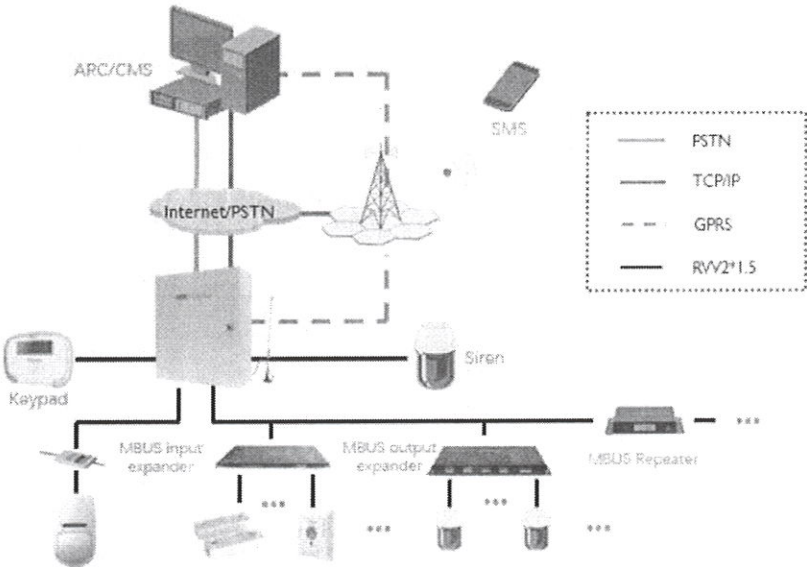 ARC/CMS
SMS
PSTN
TCP/IP
GPRS
RVV2*1.5
Internet/PSTN
Keypad
Siren
MBUS input
expander
MBUS output
expander
MBUS Repeater